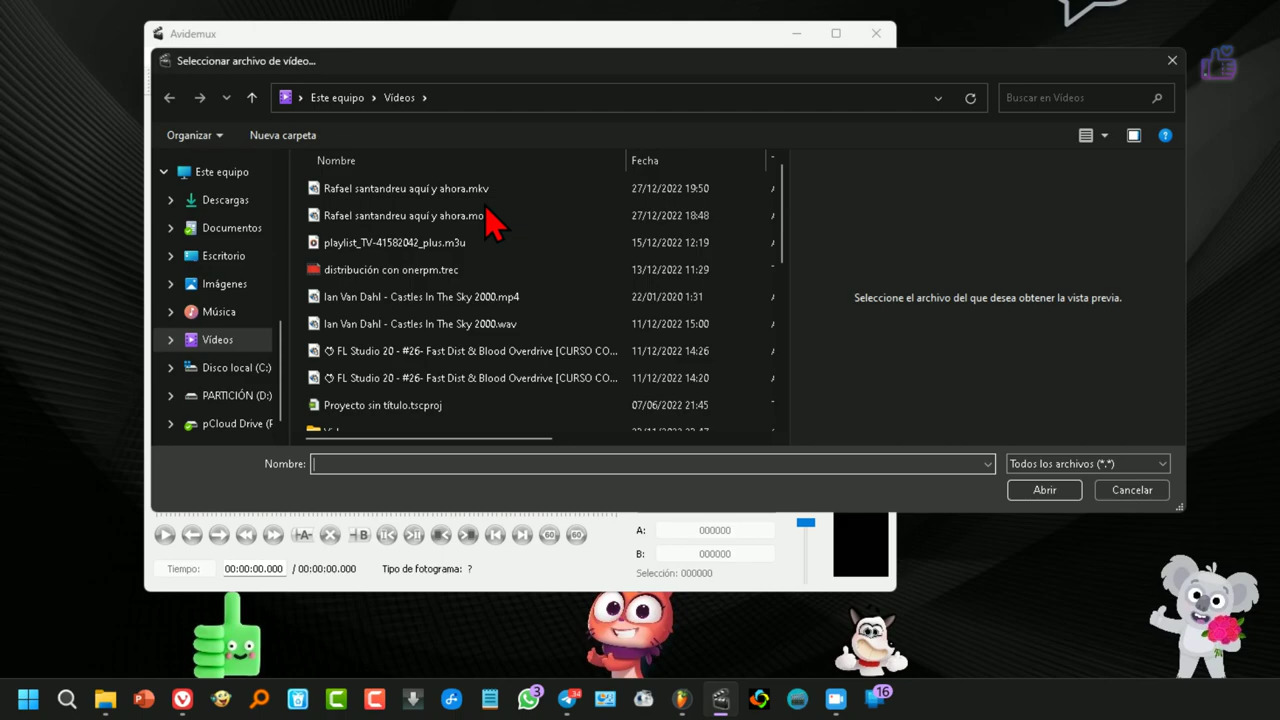 Avidemux
Seleccionar archivo de vídeo...
Este equipo > Vídeos >
Buscar en Vídeos
Organizar
Nueva carpeta
Nombre
Fecha
Este equipo
Descargas
Documentos
Escritorio
Imágenes
Música
Vídeos
Disco local (C:)
PARTICIÓN (D:)
pCloud Drive (P
Rafael santandreu aquí y ahora.mkv 27/12/2022 19:50
Rafael santandreu aquí y ahora.mo 27/12/2022 18:48
playlist_TV-41582042_plus.m3u 15/12/2022 12:19
distribución con onerpm.trec 13/12/2022 11:29
Ian Van Dahl - Castles In The Sky 2000.mp4 22/01/2020 1:31
Ian Van Dahl - Castles In The Sky 2000.wav 11/12/2022 15:00
FL Studio 20 - #26- Fast Dist & Blood Overdrive [CURSO CO... 11/12/2022 14:26
FL Studio 20 - #26- Fast Dist & Blood Overdrive [CURSO CO... 11/12/2022 14:20
Proyecto sin título.tscproj 07/06/2022 21:45
Seleccione el archivo del que desea obtener la vista previa.
Nombre:
Todos los archivos (*.*)
Abrir
Cancelar
A
B
60
60
A: 000000
B: 000000
Selección: 000000
Tiempo: 00:00:00.000 / 00:00:00.000 Tipo de fotograma: ?
3
34
16